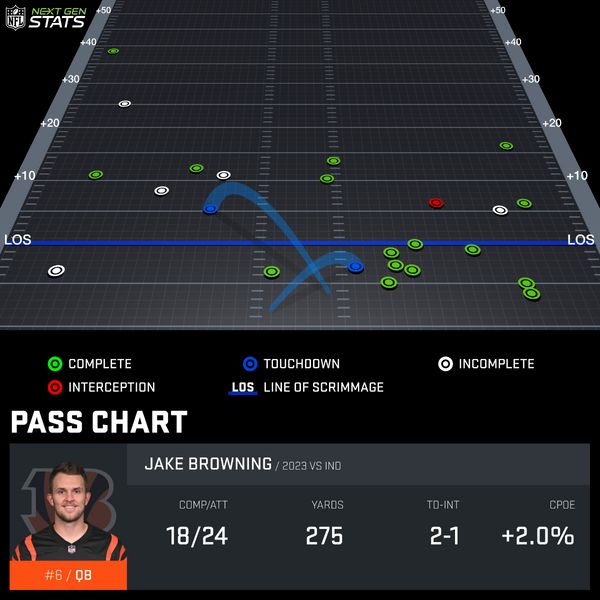 NFL NEXT GEN STATS
+50 +50
+40 +40
+30 +30
+20 +20
+10 +10
LOS LOS
COMPLETE TOUCHDOWN INCOMPLETE
INTERCEPTION LOS LINE OF SCRIMMAGE
PASS CHART
JAKE BROWNING / 2023 VS IND
COMP/ATT YARDS TD-INT CPOE
18/24 275 2-1 +2.0%
#6 / QB